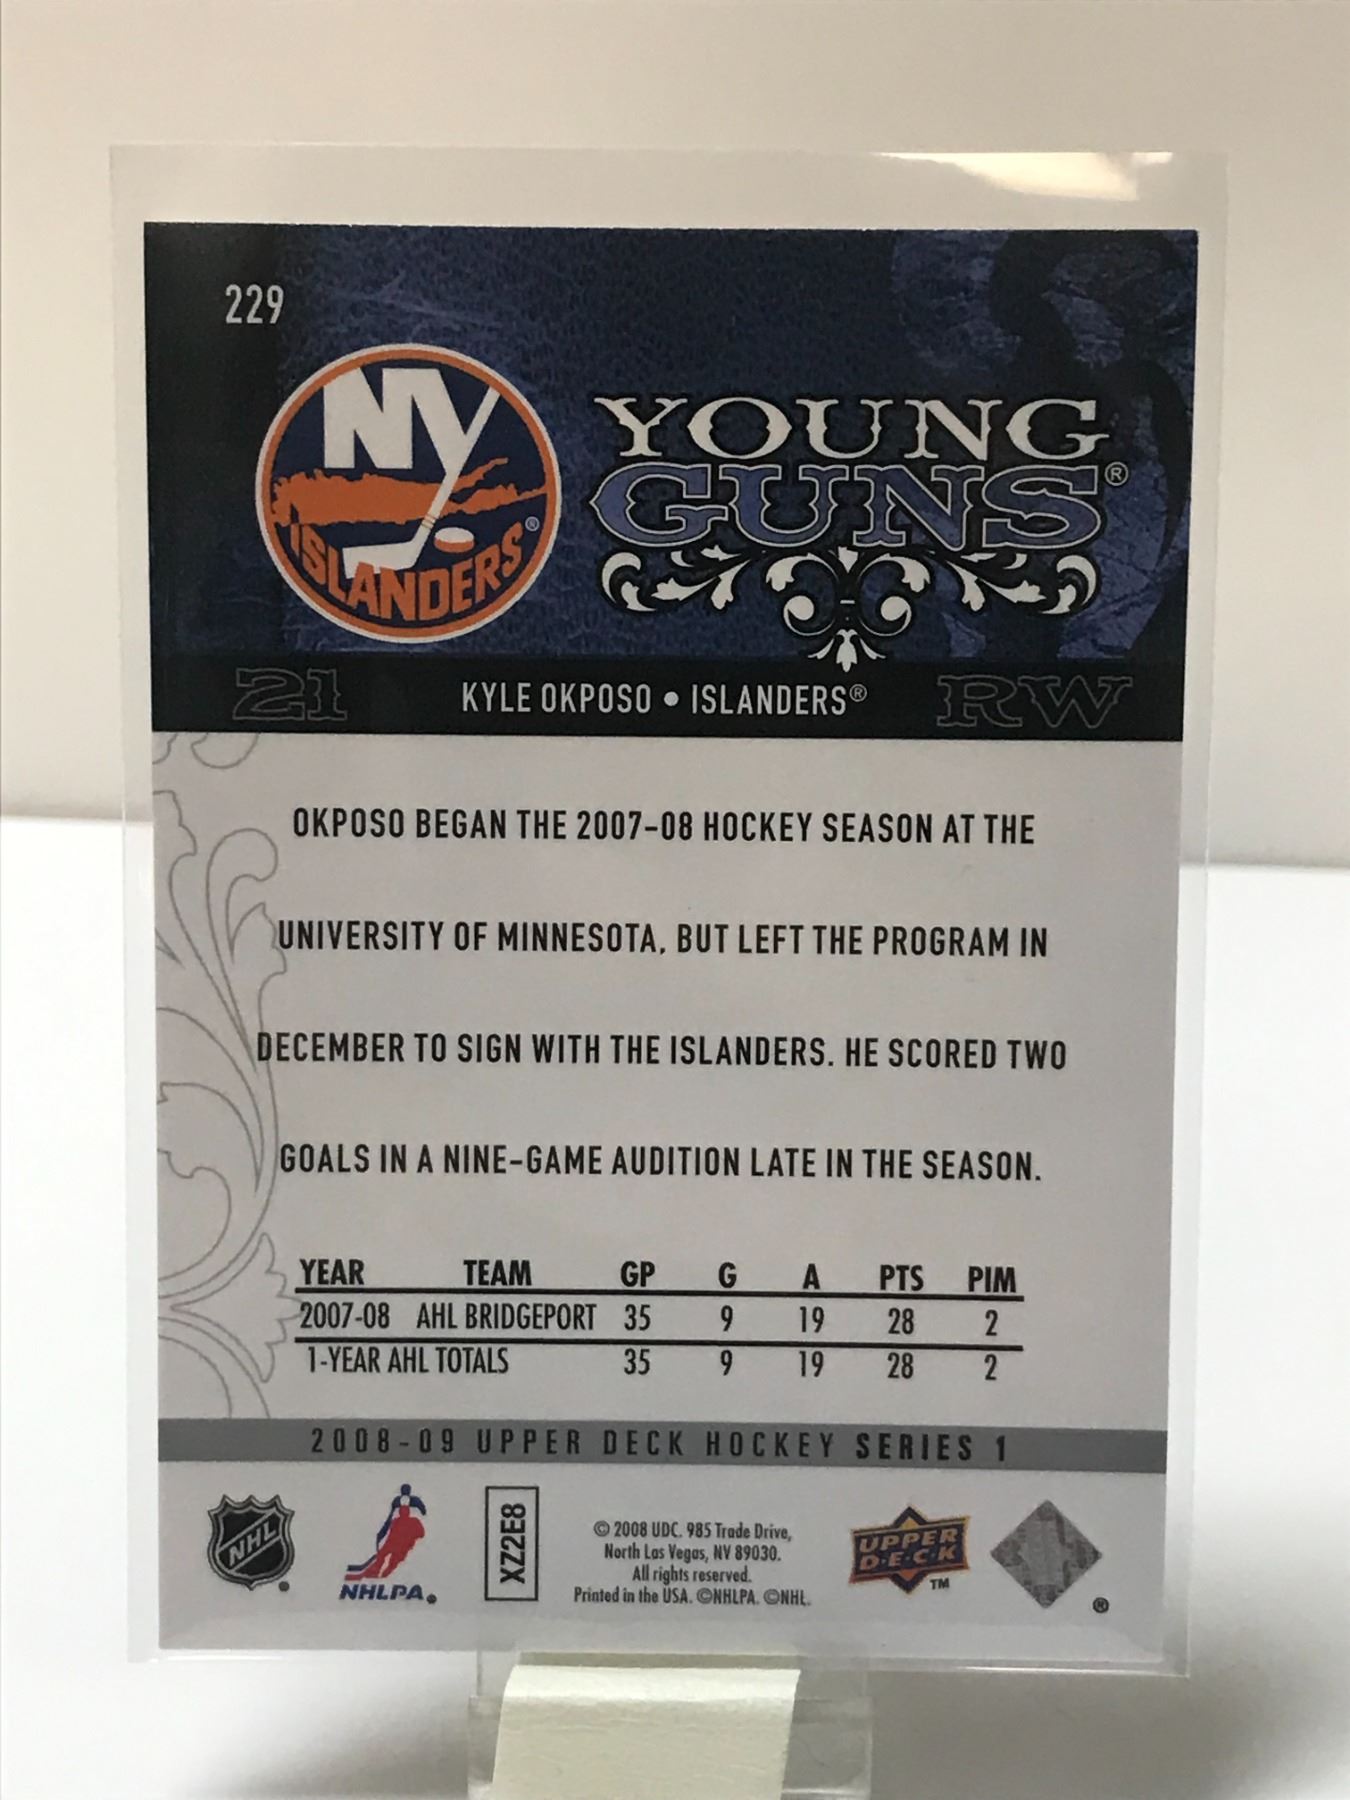 229
NY
ISLANDERS®
YOUNG
GUNS®
21 KYLE OKPOSO • ISLANDERS® RW
OKPOSO BEGAN THE 2007-08 HOCKEY SEASON AT THE
UNIVERSITY OF MINNESOTA, BUT LEFT THE PROGRAM IN
DECEMBER TO SIGN WITH THE ISLANDERS. HE SCORED TWO
GOALS IN A NINE-GAME AUDITION LATE IN THE SEASON.
YEAR TEAM GP G A PTS PIM
2007-08 AHL BRIDGEPORT 35 9 19 28 2
1-YEAR AHL TOTALS 35 9 19 28 2
2008-09 UPPER DECK HOCKEY SERIES 1
NHL®
NHLPA®
XZ2E8
© 2008 UDC. 985 Trade Drive,
North Las Vegas, NV 89030.
All rights reserved.
Printed in the USA. ©NHLPA. ©NHL.
UPPER
DECK™
®